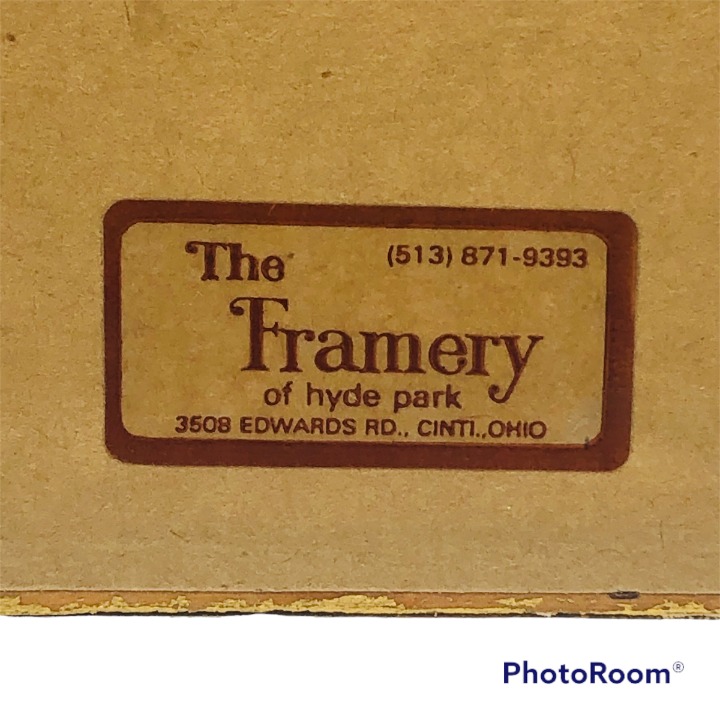 The (513) 871-9393
Framery
of hyde park
3508 EDWARDS RD., CINTI.,OHIO
PhotoRoom®